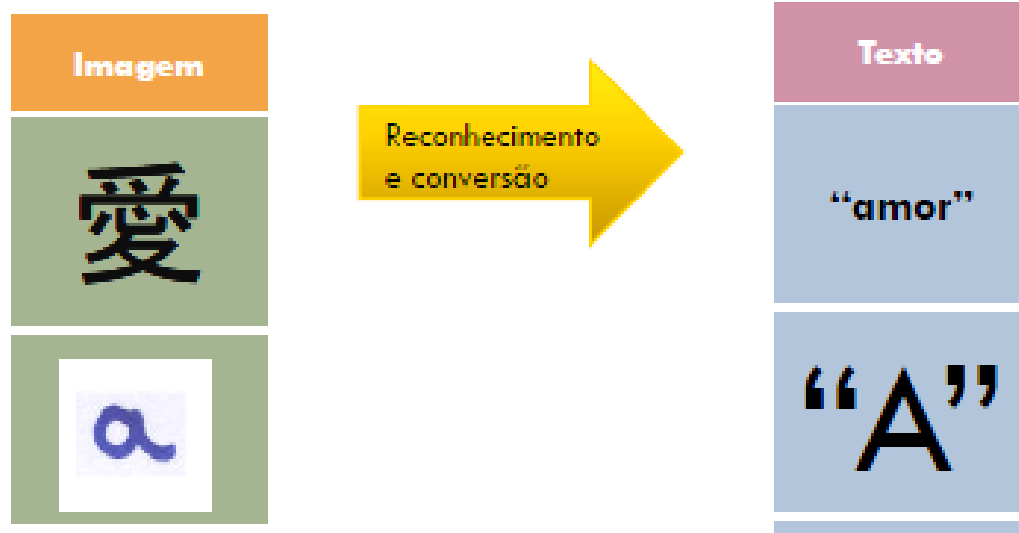 Imagem
愛
a
Reconhecimento
e conversão
Texto
“amor”
“A”